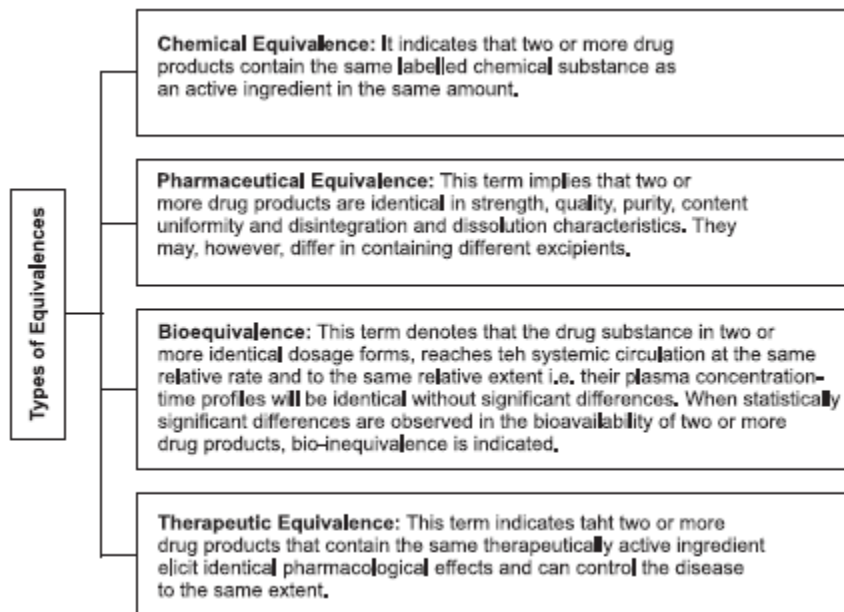 Types of Equivalences
Chemical Equivalence: It indicates that two or more drug
products contain the same labelled chemical substance as
an active ingredient in the same amount.
Pharmaceutical Equivalence: This term implies that two or
more drug products are identical in strength, quality, purity, content
uniformity and disintegration and dissolution characteristics. They
may, however, differ in containing different excipients.
Bioequivalence: This term denotes that the drug substance in two or
more identical dosage forms, reaches teh systemic circulation at the same
relative rate and to the same relative extent i.e. their plasma concentration-
time profiles will be identical without significant differences. When statistically
significant differences are observed in the bioavailability of two or more
drug products, bio-inequivalence is indicated.
Therapeutic Equivalence: This term indicates taht two or more
drug products that contain the same therapeutically active ingredient
elicit identical pharmacological effects and can control the disease
to the same extent.